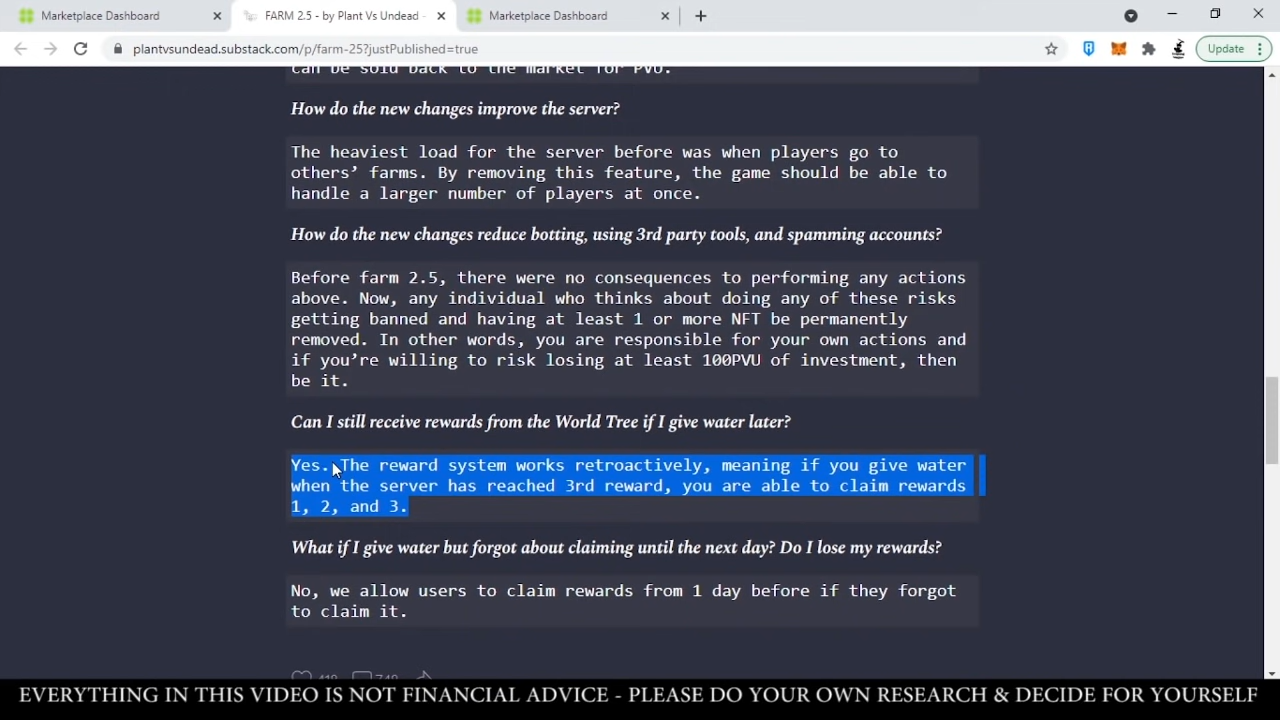 Marketplace Dashboard
FARM 2.5 - by Plant Vs Undead -
Marketplace Dashboard
plantvsundead.substack.com/p/farm-25?justPublished=true
Update
can be sold back to the market for PVU.
How do the new changes improve the server?
The heaviest load for the server before was when players go to
others’ farms. By removing this feature, the game should be able to
handle a larger number of players at once.
How do the new changes reduce botting, using 3rd party tools, and spamming accounts?
Before farm 2.5, there were no consequences to performing any actions
above. Now, any individual who thinks about doing any of these risks
getting banned and having at least 1 or more NFT be permanently
removed. In other words, you are responsible for your own actions and
if you’re willing to risk losing at least 100PVU of investment, then
be it.
Can I still receive rewards from the World Tree if I give water later?
Yes. The reward system works retroactively, meaning if you give water
when the server has reached 3rd reward, you are able to claim rewards
1, 2, and 3.
What if I give water but forgot about claiming until the next day? Do I lose my rewards?
No, we allow users to claim rewards from 1 day before if they forgot
to claim it.
EVERYTHING IN THIS VIDEO IS NOT FINANCIAL ADVICE - PLEASE DO YOUR OWN RESEARCH & DECIDE FOR YOURSELF